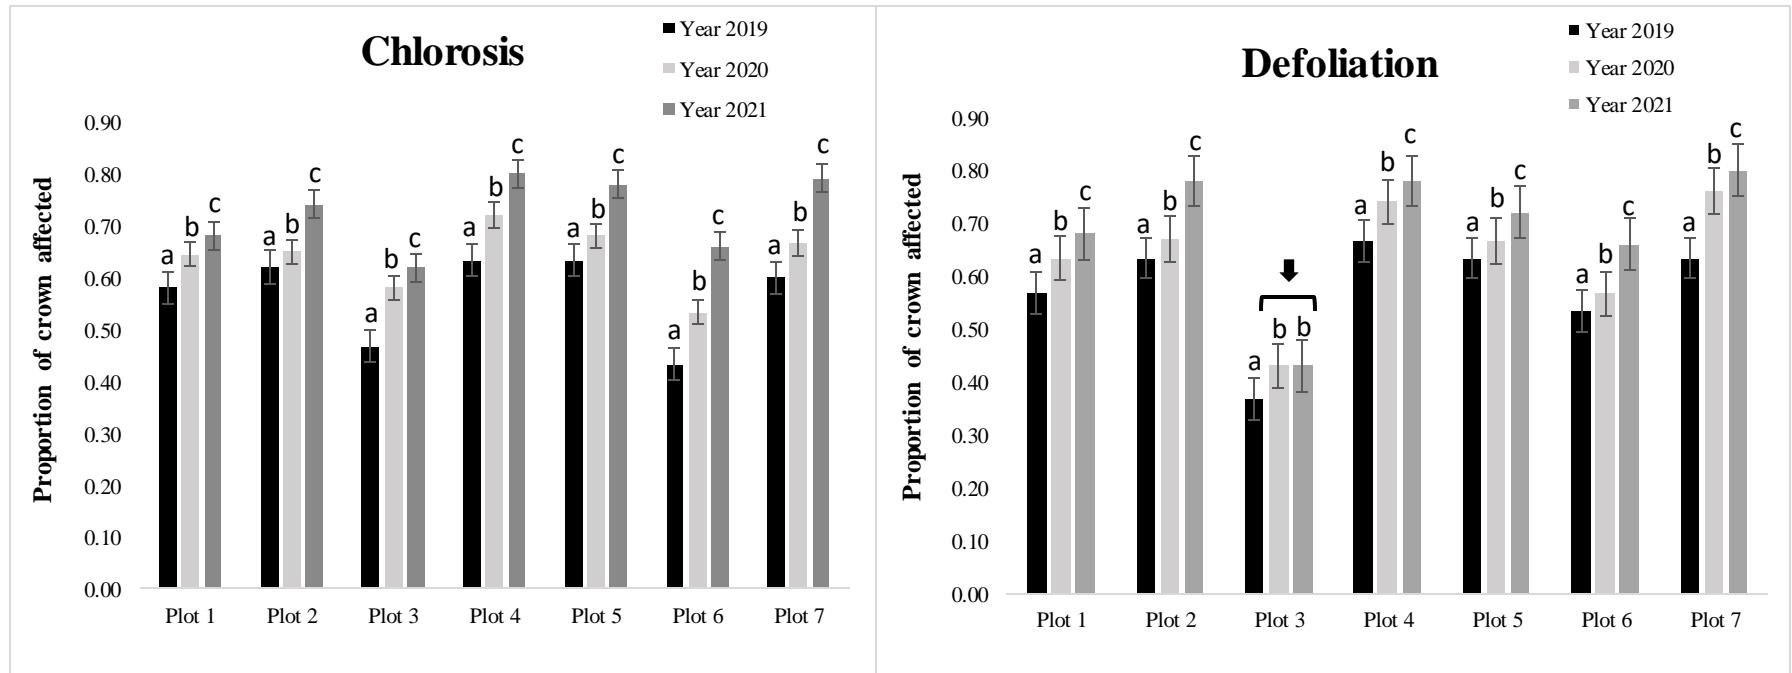 Chlorosis
Year 2019
Year 2020
Year 2021
Proportion of crown affected
0.90
0.80
0.70
0.60
0.50
0.40
0.30
0.20
0.10
0.00
a b c
a b c
a b c
a b c
a b c
a b c
a b c
Plot 1 Plot 2 Plot 3 Plot 4 Plot 5 Plot 6 Plot 7
Defoliation
Year 2019
Year 2020
Year 2021
Proportion of crown affected
0.90
0.80
0.70
0.60
0.50
0.40
0.30
0.20
0.10
0.00
a b c
a b c
a b b
a b c
a b c
a b c
a b c
Plot 1 Plot 2 Plot 3 Plot 4 Plot 5 Plot 6 Plot 7